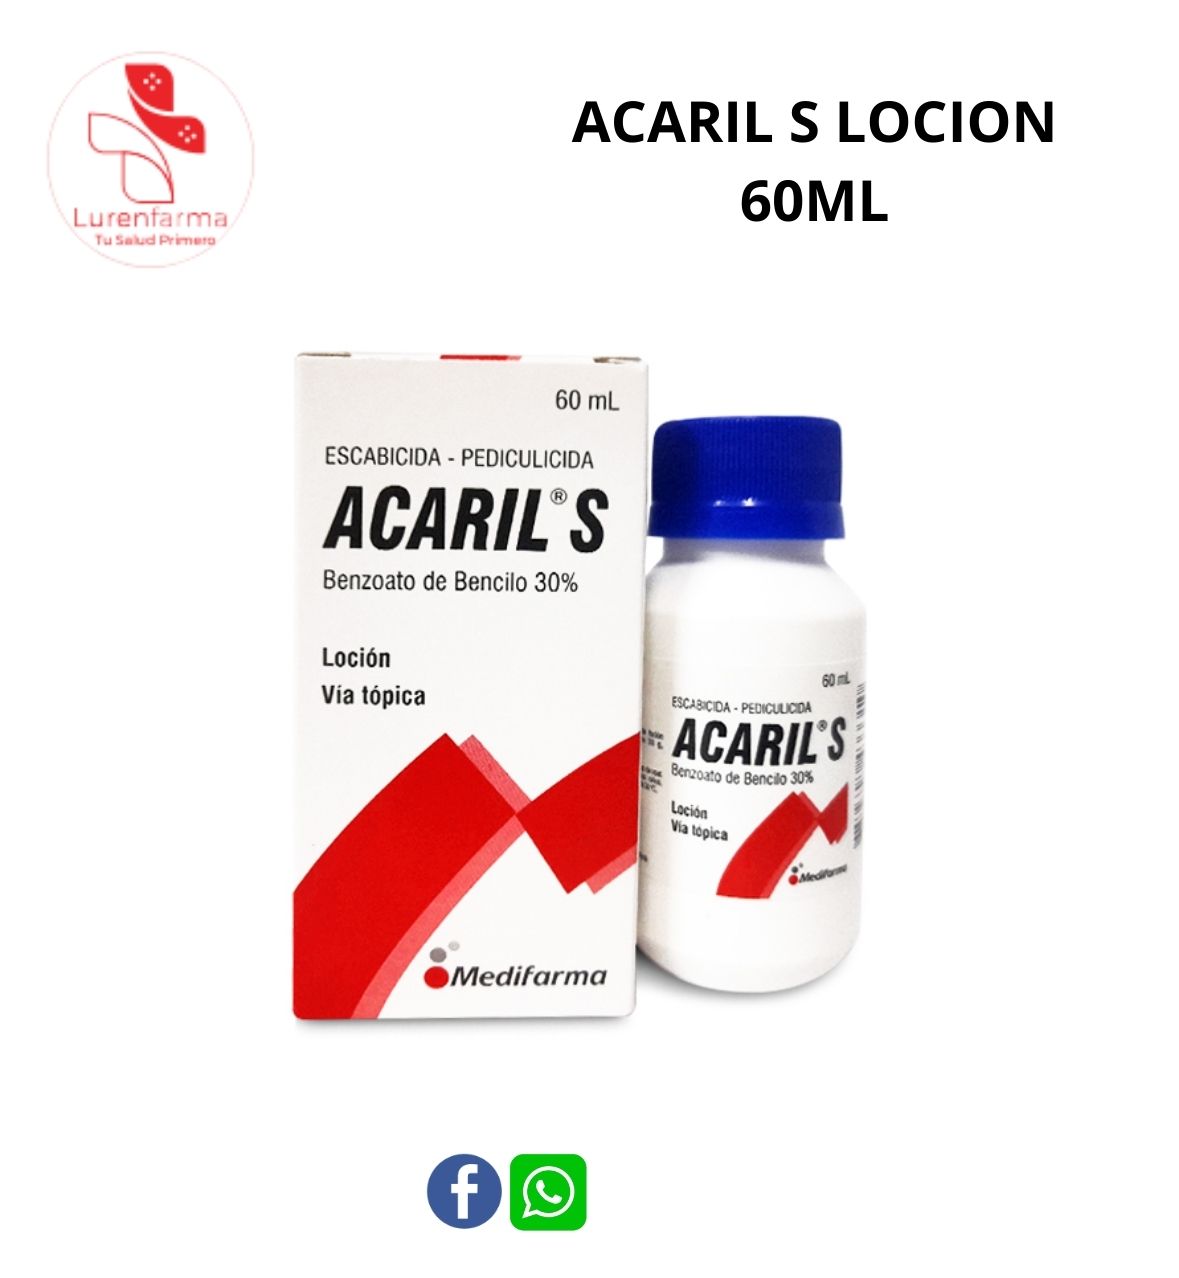 Lurenfarma
Tu Salud Primero
ACARIL S LOCION
60ML
60 mL
ESCABICIDA - PEDICULICIDA
ACARIL® S
Benzoato de Bencilo 30%
Loción
Vía tópica
Medifarma
60 mL
ESCABICIDA - PEDICULICIDA
ACARIL® S
Benzoato de Bencilo 30%
Loción
Vía tópica
Medifarma